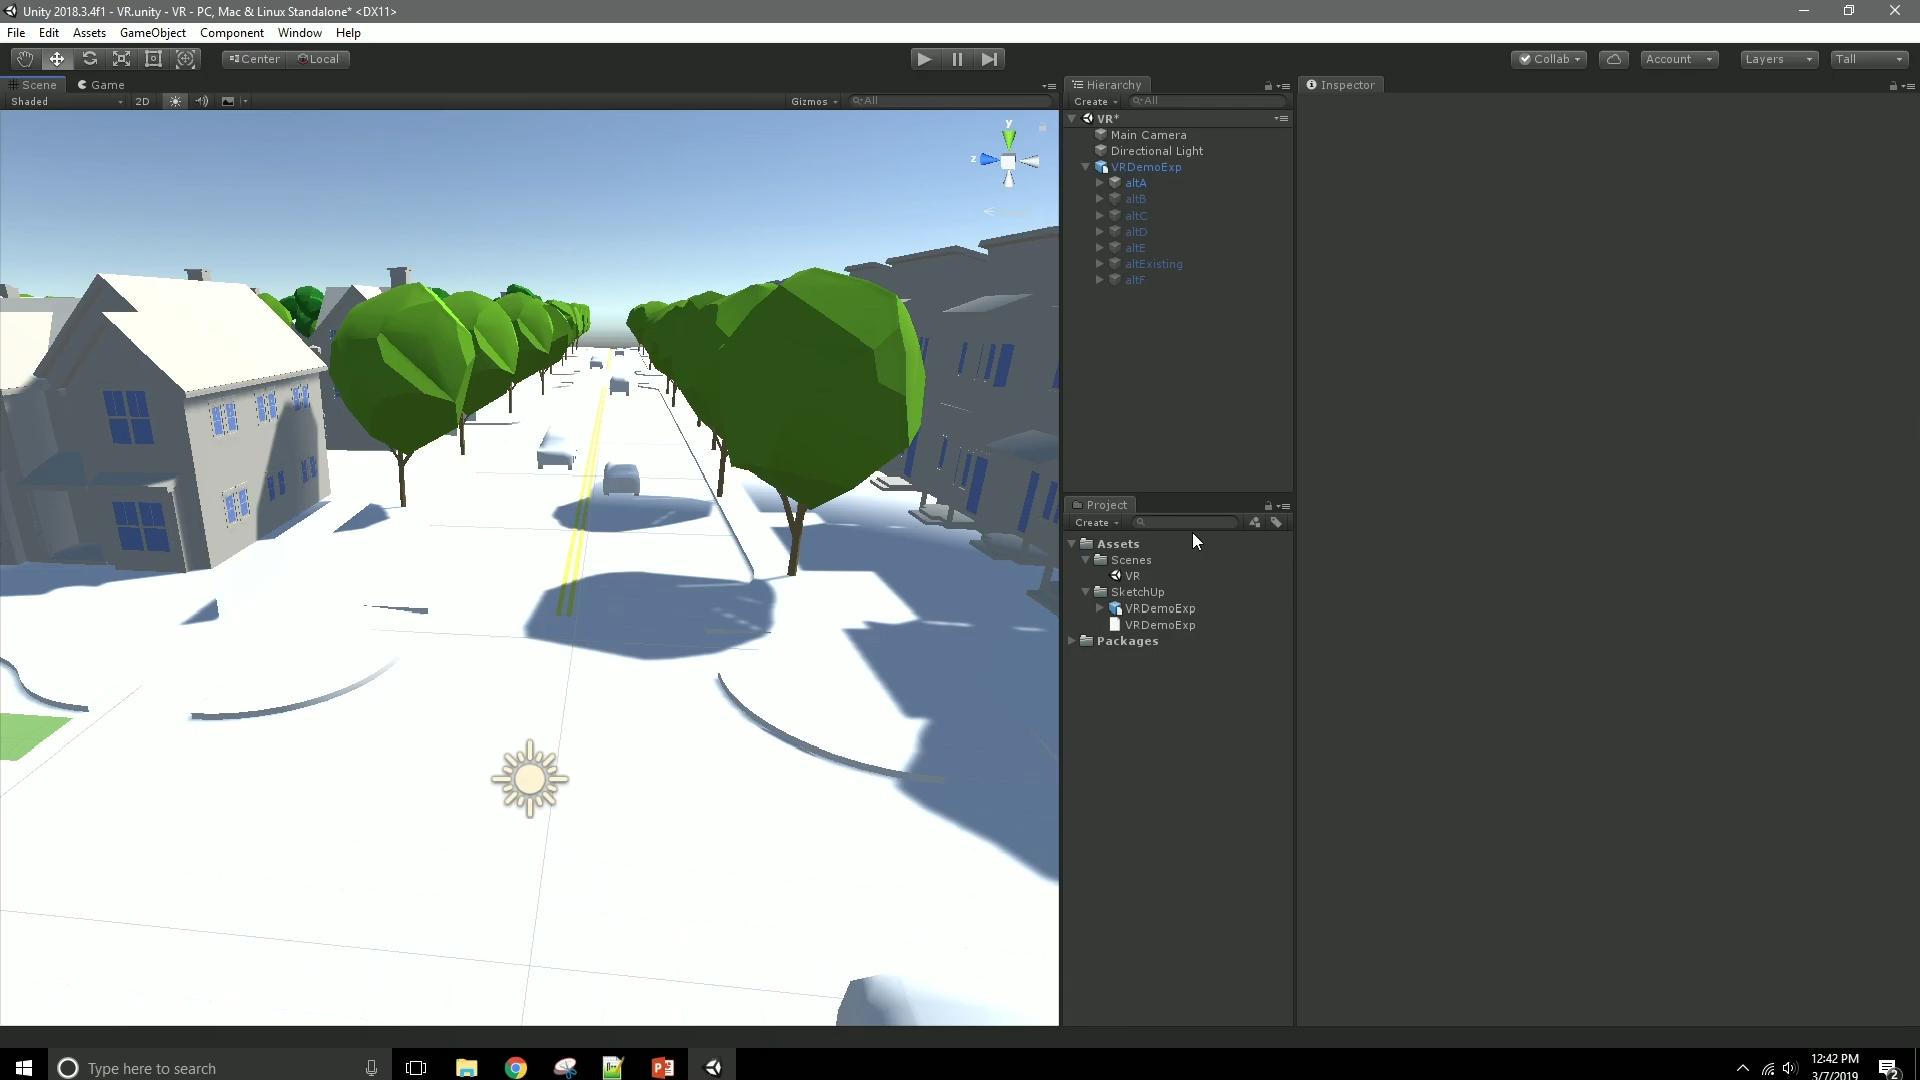 Unity 2018.3.4f1 - VR.unity - VR - PC, Mac & Linux Standalone* <DX11>
File Edit Assets GameObject Component Window Help
Center Local Collab Account Layers Tall
Scene Game Hierarchy Inspector
Shaded 2D Gizmos All Create All
VR*
Main Camera
Directional Light
VRDemoExp
altA
altB
altC
altD
altE
altExisting
altF
y
z
Project
Create
Assets
Scenes
VR
SketchUp
VRDemoExp
VRDemoExp
Packages
Type here to search
12:42 PM
3/7/2019
2